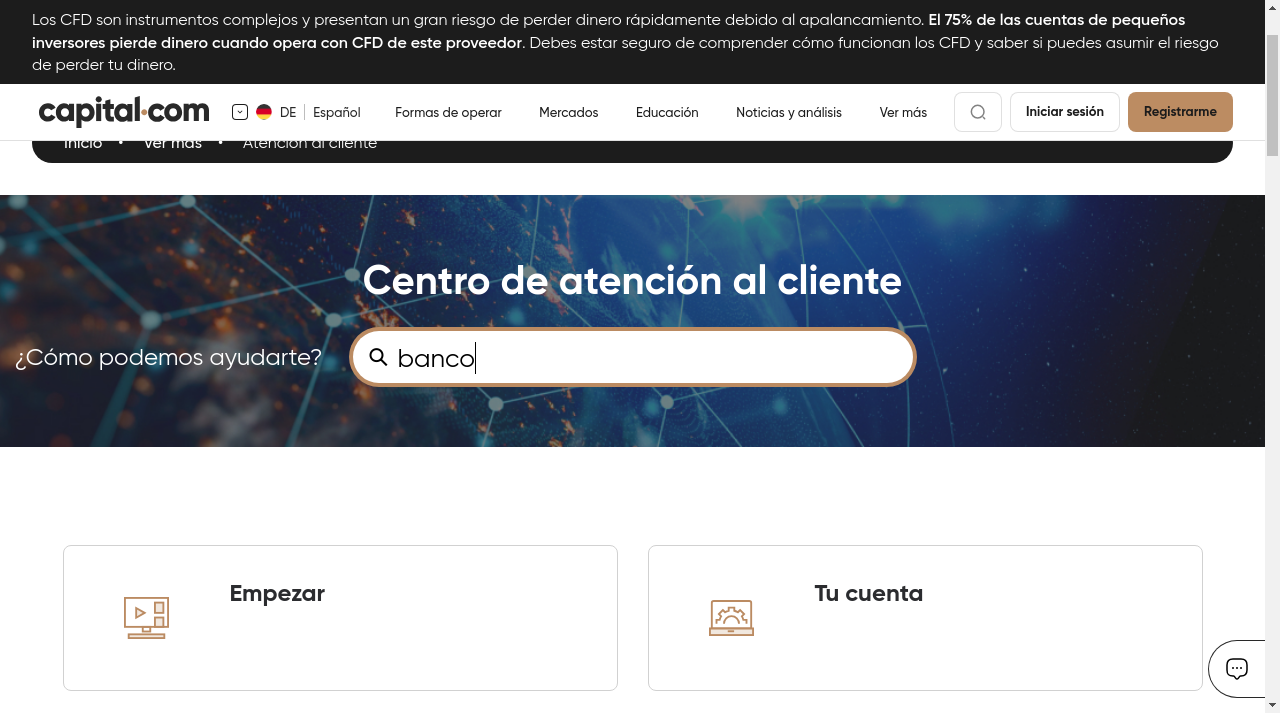 Los CFD son instrumentos complejos y presentan un gran riesgo de perder dinero rápidamente debido al apalancamiento. El 75% de las cuentas de pequeños
inversores pierde dinero cuando opera con CFD de este proveedor. Debes estar seguro de comprender cómo funcionan los CFD y saber si puedes asumir el riesgo
de perder tu dinero.
capital.com DE Español Formas de operar Mercados Educación Noticias y análisis Ver más Iniciar sesión Registrarme
Inicio • Ver más • Atención al cliente
Centro de atención al cliente
¿Cómo podemos ayudarte? banco
Empezar Tu cuenta